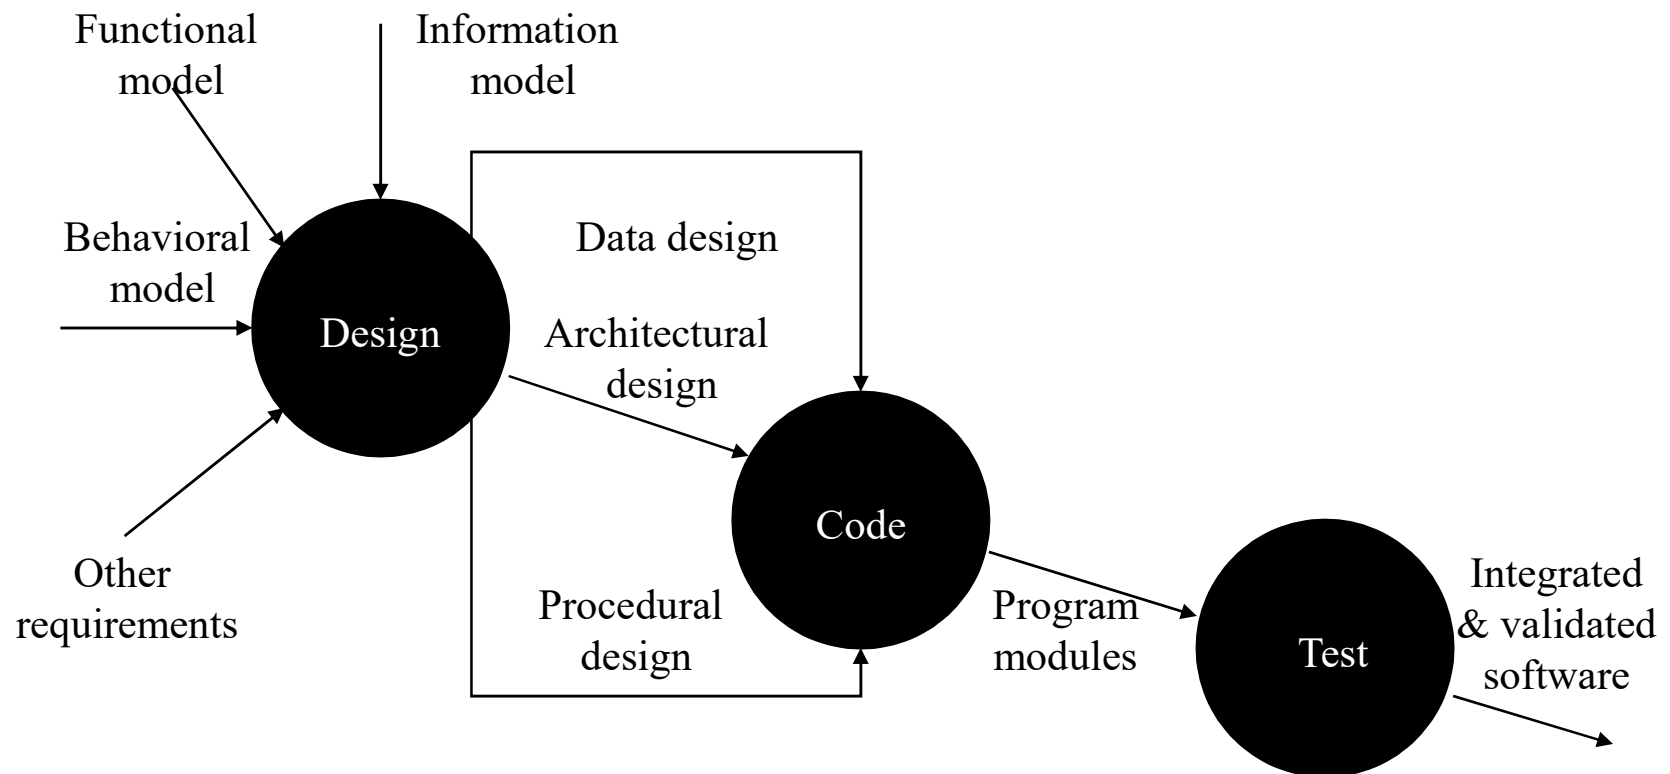 Functional
model
Information
model
Behavioral
model
Data design
Design
Architectural
design
Code
Other
requirements
Procedural
design
Program
modules
Test
Integrated
& validated
software